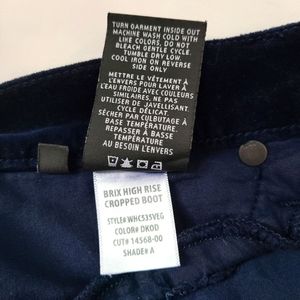 TURN GARMENT INSIDE OUT
MACHINE WASH COLD WITH
LIKE COLORS, DO NOT
BLEACH GENTLE CYCLE.
TUMBLE DRY LOW.
COOL IRON ON REVERSE
SIDE ONLY
METTRE LE VÊTEMENT À
L'ENVERS POUR LAVER À
L'EAU FROIDE AVEC COULEURS
SIMILAIRES, NE PAS
UTILISER DE JAVELLISANT.
CYCLE DÉLICAT
SÉCHER PAR CULBUTAGE À
BASSE TEMPÉRATURE
REPASSER À BASSE
TEMPÉRATURE
AU BESOIN L'ENVERS
BRIX HIGH RISE
CROPPED BOOT
STYLE# WHC535VEG
COLOR# DKOD
CUT# 14568-00
SHADE# A